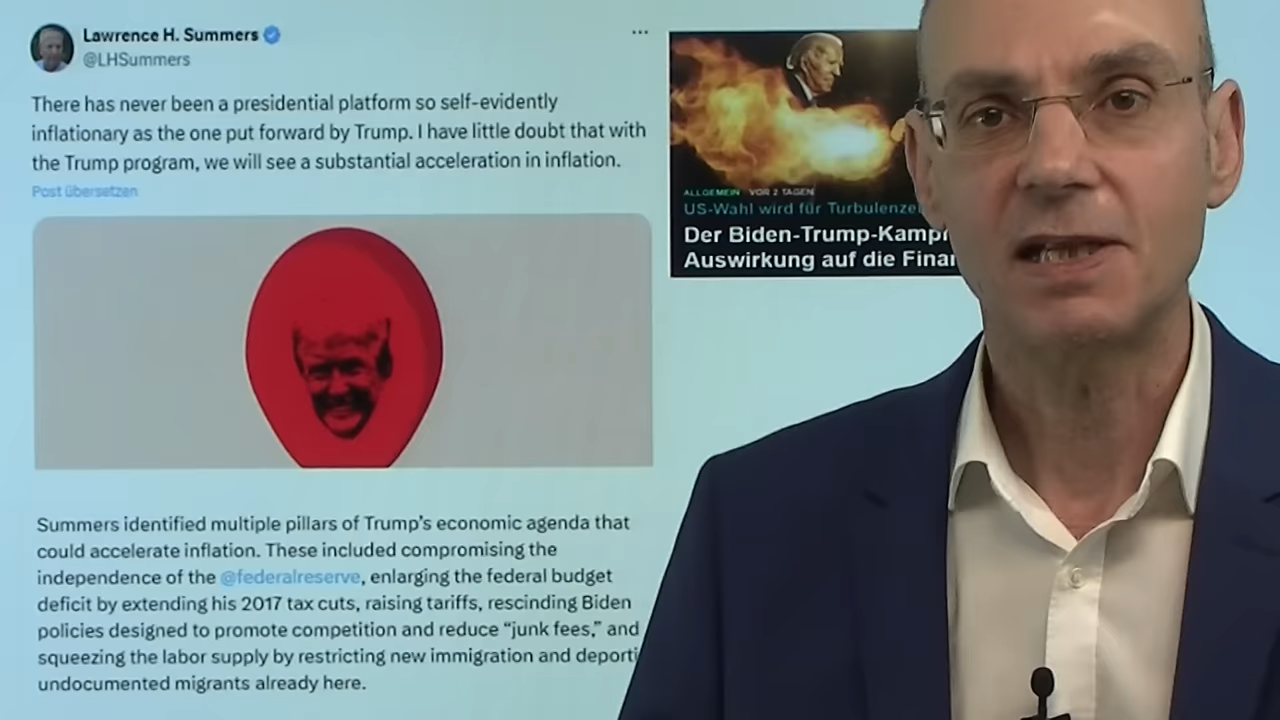 Lawrence H. Summers
@LHSummers
There has never been a presidential platform so self-evidently
inflationary as the one put forward by Trump. I have little doubt that with
the Trump program, we will see a substantial acceleration in inflation.
Post übersetzen
Summers identified multiple pillars of Trump's economic agenda that
could accelerate inflation. These included compromising the
independence of the @federalreserve, enlarging the federal budget
deficit by extending his 2017 tax cuts, raising tariffs, rescinding Biden
policies designed to promote competition and reduce “junk fees,” and
squeezing the labor supply by restricting new immigration and deporti
undocumented migrants already here.
ALLGEMEIN VOR 2 TAGEN
US-Wahl wird für Turbulenze
Der Biden-Trump-Kampf
Auswirkung auf die Finan